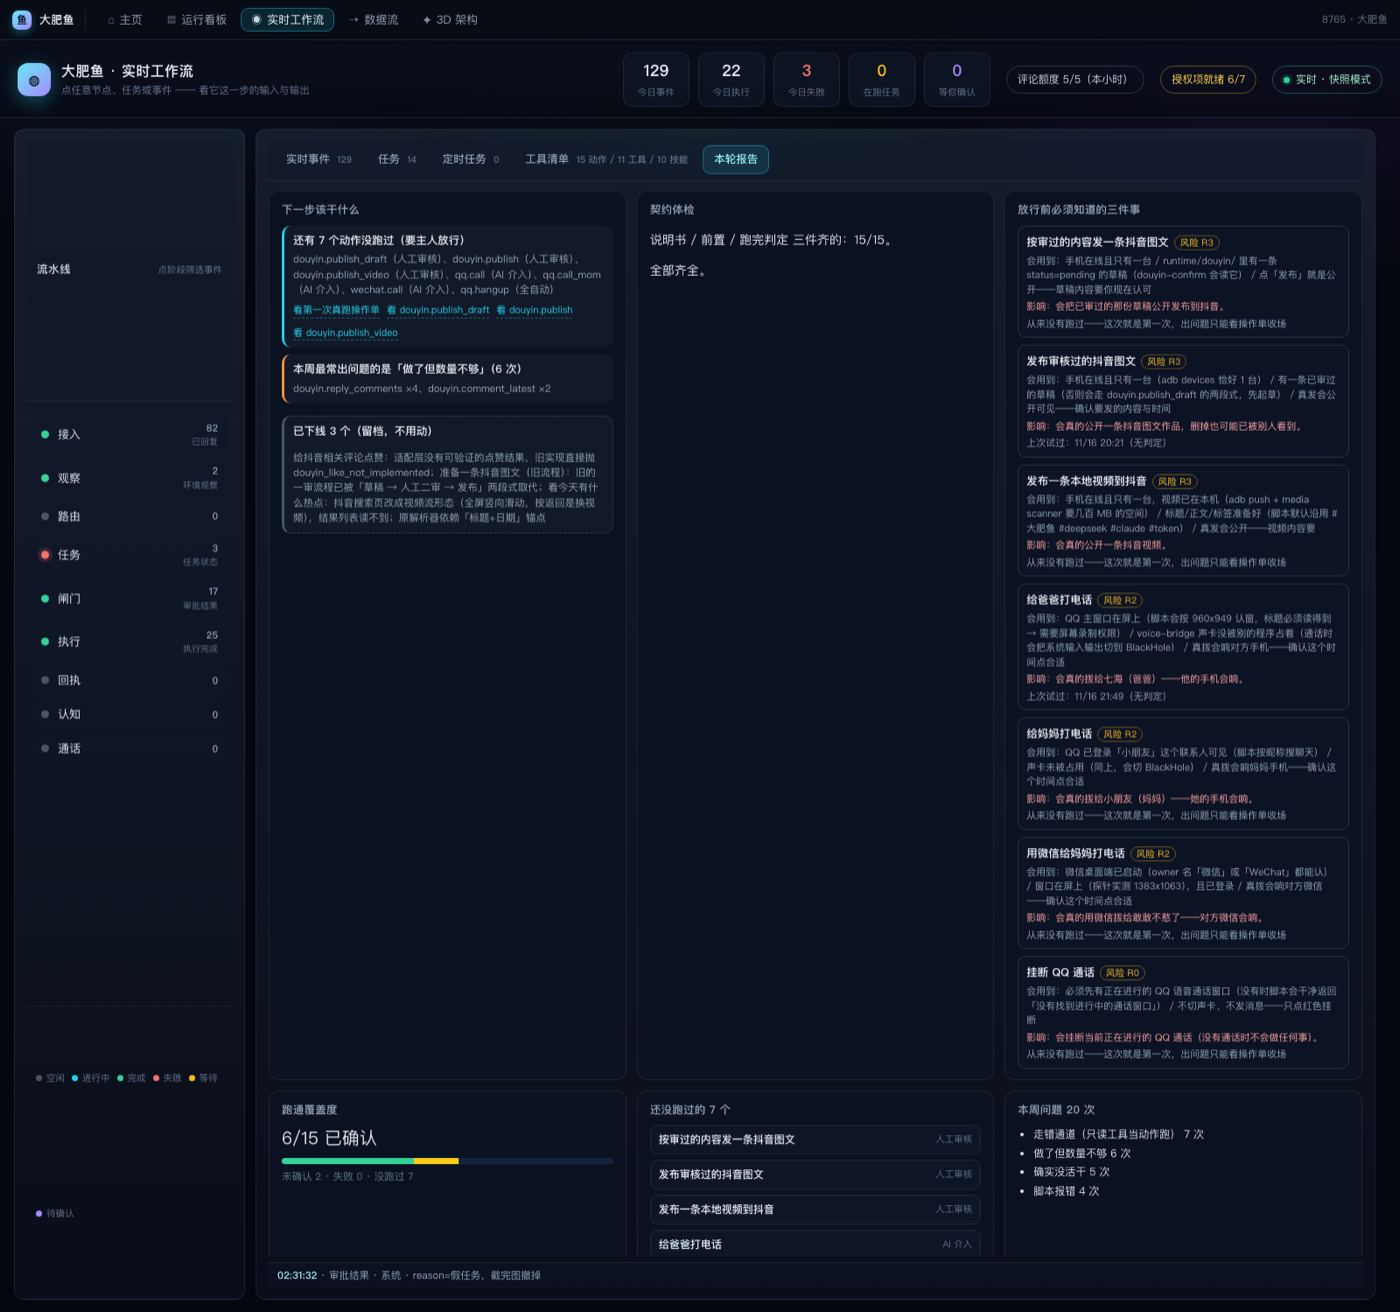 鱼 大肥鱼
主页
运行看板
实时工作流
数据流
3D 架构
8765 · 大肥鱼
大肥鱼 · 实时工作流
点任意节点、任务或事件 —— 看它这一步的输入与输出
129
今日事件
22
今日执行
3
今日失败
0
在跑任务
0
等你确认
评论额度 5/5（本小时）
授权项就绪 6/7
实时 · 快照模式
流水线
点阶段筛选事件
接入
82
已回复
观察
2
环境观察
路由
0
任务
3
任务状态
闸门
17
审批结果
执行
25
执行完成
回执
0
认知
0
通话
0
空闲 进行中 完成 失败 等待
待确认
实时事件 129
任务 14
定时任务 0
工具清单 15 动作 / 11 工具 / 10 技能
本轮报告
下一步该干什么
还有 7 个动作没跑过（要主人放行）
douyin.publish_draft（人工审核）、douyin.publish（人工审核）、
douyin.publish_video（人工审核）、qq.call（AI 介入）、qq.call_mom
（AI 介入）、wechat.call（AI 介入）、qq.hangup（全自动）
看第一次真跑操作单 看 douyin.publish_draft 看 douyin.publish
看 douyin.publish_video
本周最常出问题的是「做了但数量不够」(6 次）
douyin.reply_comments ×4、douyin.comment_latest ×2
已下线 3 个（留档，不用动）
给抖音相关评论点赞：适配层没有可验证的点赞结果，旧实现直接抛
douyin_like_not_implemented；准备一条抖音图文（旧流程）：旧的
一审流程已被「草稿 → 人工二审 → 发布」两段式取代；看今天有什
么热点：抖音搜索页改成视频流形态（全屏竖向滑动，按返回是换视
频），结果列表读不到；原解析器依赖「标题+日期」锚点
契约体检
说明书 / 前置 / 跑完判定 三件齐的：15/15。
全部齐全。
放行前必须知道的三件事
按审过的内容发一条抖音图文 风险 R3
会用到：手机在线且只有一台 / runtime/douyin/ 里有一条
status=pending 的草稿（douyin-confirm 会读它） / 点「发布」就是公
开——草稿内容要你现在认可
影响：会把已审过的那份草稿公开发布到抖音。
从来没有跑过——这次就是第一次，出问题只能看操作单收场
发布审核过的抖音图文 风险 R3
会用到：手机在线且只有一台（adb devices 恰好 1 台） / 有一条已审过
的草稿（否则会走 douyin.publish_draft 的两段式，先起草） / 真发会公
开可见——确认要发的内容与时间
影响：会真的公开一条抖音图文作品，删掉也可能已被别人看到。
上次试过：11/16 20:21（无判定）
发布一条本地视频到抖音 风险 R3
会用到：手机在线且只有一台，视频已在本机（adb push + media
scanner 要几百 MB 的空间） / 标题/正文/标签准备好（脚本默认沿用 #
大肥鱼 #deepseek #claude #token） / 真发会公开——视频内容要
影响：会真的公开一条抖音视频。
从来没有跑过——这次就是第一次，出问题只能看操作单收场
给爸爸打电话 风险 R2
会用到：QQ 主窗口在屏上（脚本会按 960x949 认窗，标题必须读得到
→ 需要屏幕录制权限） / voice-bridge 声卡没被别的程序占着（通话时
会把系统输入输出切到 BlackHole） / 真拨会响对方手机——确认这个时
间点合适
影响：会真的拨给七海（爸爸）——他的手机会响。
上次试过：11/16 21:49（无判定）
给妈妈打电话 风险 R2
会用到：QQ 已登录「小朋友」这个联系人可见（脚本按昵称搜聊天） /
声卡未被占用（同上，会切 BlackHole） / 真拨会响妈妈手机——确认这
个时间点合适
影响：会真的拨给小朋友（妈妈）——她的手机会响。
从来没有跑过——这次就是第一次，出问题只能看操作单收场
用微信给妈妈打电话 风险 R2
会用到：微信桌面端已启动（owner 名「微信」或「WeChat」都能认）
/ 窗口在屏上（探针实测 1383x1063），且已登录 / 真拨会响对方微信
——确认这个时间点合适
影响：会真的用微信拨给敢敢不憨了——对方微信会响。
从来没有跑过——这次就是第一次，出问题只能看操作单收场
挂断 QQ 通话 风险 R0
会用到：必须先有正在进行的 QQ 语音通话窗口（没有时脚本会干净返回
「没有找到进行中的通话窗口」） / 不切声卡、不发消息——只点红色挂
断
影响：会挂断当前正在进行的 QQ 通话（没有通话时不会做任何事）。
从来没有跑过——这次就是第一次，出问题只能看操作单收场
跑通覆盖度
6/15 已确认
未确认 2 · 失败 0 · 没跑过 7
还没跑过的 7 个
按审过的内容发一条抖音图文 人工审核
发布审核过的抖音图文 人工审核
发布一条本地视频到抖音 人工审核
给爸爸打电话 AI 介入
本周问题 20 次
走错通道（只读工具当动作跑） 7 次
做了但数量不够 6 次
确实没活干 5 次
脚本报错 4 次
02:31:32 · 审批结果 · 系统 · reason=假任务，截完图撤掉